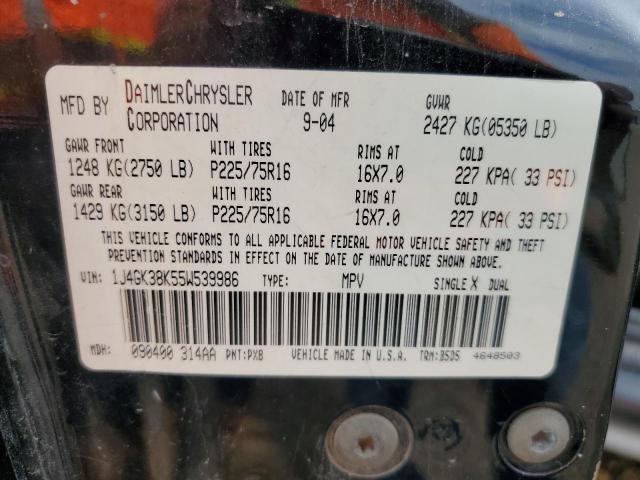 MFD BY DAIMLERCHRYSLER CORPORATION DATE OF MFR 9-04 GVWR 2427 KG(05350 LB)
GAWR FRONT WITH TIRES RIMS AT COLD
1248 KG(2750 LB) P225/75R16 16X7.0 227 KPA( 33 PSI)
GAWR REAR WITH TIRES RIMS AT COLD
1429 KG(3150 LB) P225/75R16 16X7.0 227 KPA( 33 PSI)
THIS VEHICLE CONFORMS TO ALL APPLICABLE FEDERAL MOTOR VEHICLE SAFETY AND THEFT
PREVENTION STANDARDS IN EFFECT ON THE DATE OF MANUFACTURE SHOWN ABOVE.
VIN: 1J4GK38K55W539986 TYPE: MPV SINGLE X DUAL
MDH: 090400 314AA PNT:PX8 VEHICLE MADE IN U.S.A. TRM:B5D5 4648503